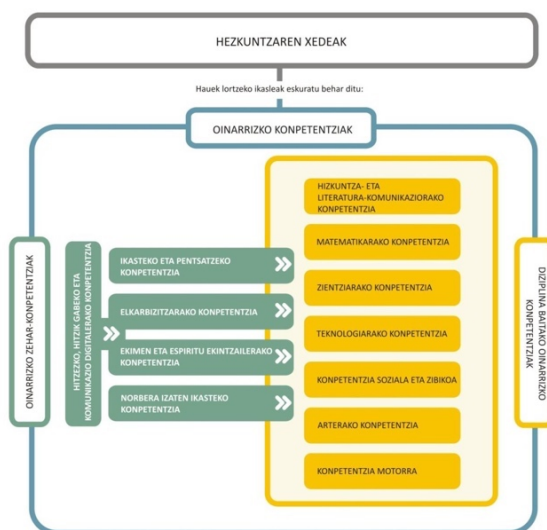 HEZKUNTZAREN XEDEAK
Hauek lortzeko ikasleak eskuratu behar ditu:
OINARRIZKO KONPETENTZIAK
OINARRIZKO ZEHAR-KONPETENTZIAK
HITZEZKO, HITZIK GABEKO ETA
KOMUNIKAZIO DIGITALERAKO KONPETENTZIA
IKASTEKO ETA PENTSATZEKO
KONPETENTZIA
ELKARBIZITZARAKO KONPETENTZIA
EKIMEN ETA ESPIRITU EKINTZAILERAKO
KONPETENTZIA
NORBERA IZATEN IKASTEKO
KONPETENTZIA
HIZKUNTZA- ETA
LITERATURA-KOMUNIKAZIORAKO
KONPETENTZIA
MATEMATIKARAKO KONPETENTZIA
ZIENTZIARAKO KONPETENTZIA
TEKNOLOGIARAKO KONPETENTZIA
KONPETENTZIA SOZIALA ETA ZIBIKOA
ARTERAKO KONPETENTZIA
KONPETENTZIA MOTORRA
DIZIPLINA BAITAKO OINARRIZKO
KONPETENTZIAK